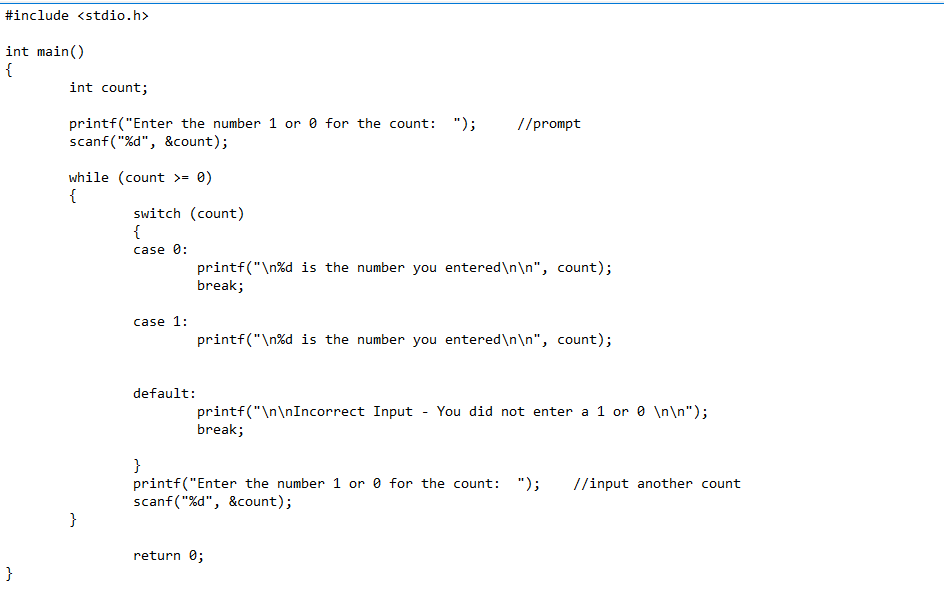 #include <stdio.h>

int main()
{
        int count;

        printf("Enter the number 1 or 0 for the count:  ");     //prompt
        scanf("%d", &count);

        while (count >= 0)
        {
                switch (count)
                {
                case 0:
                        printf("\n%d is the number you entered\n\n", count);
                        break;

                case 1:
                        printf("\n%d is the number you entered\n\n", count);


                default:
                        printf("\n\nIncorrect Input - You did not enter a 1 or 0 \n\n");
                        break;

                }
                printf("Enter the number 1 or 0 for the count:  ");    //input another count
                scanf("%d", &count);
        }

                return 0;
}